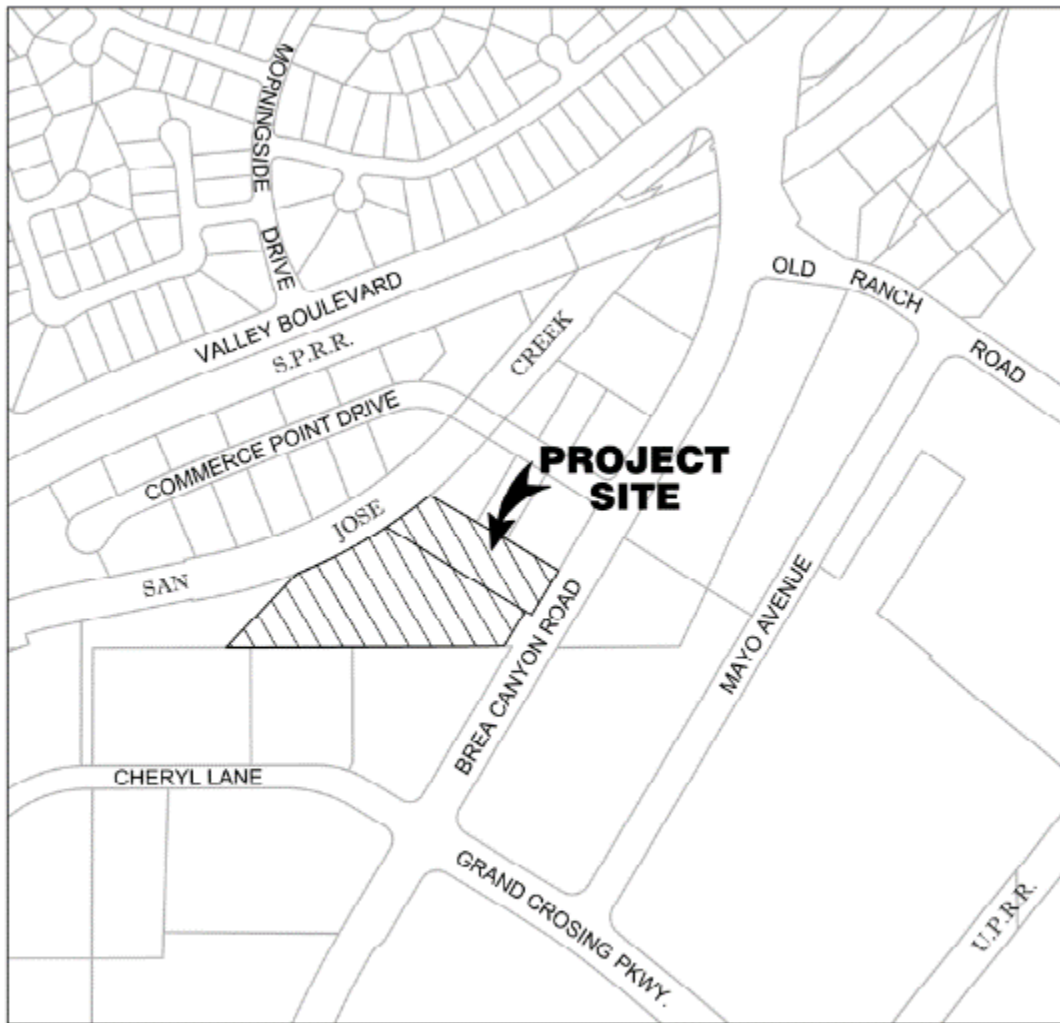 MOPNINGSIDE
DRIVE
VALLEY BOULEVARD
S.P.R.R.
OLD RANCH
ROAD
CREEK
COMMERCE POINT DRIVE
PROJECT
SITE
JOSE
SAN
BREA CANYON ROAD
MAYO AVENUE
CHERYL LANE
GRAND CROSING PKWY.
U.P.R.R.